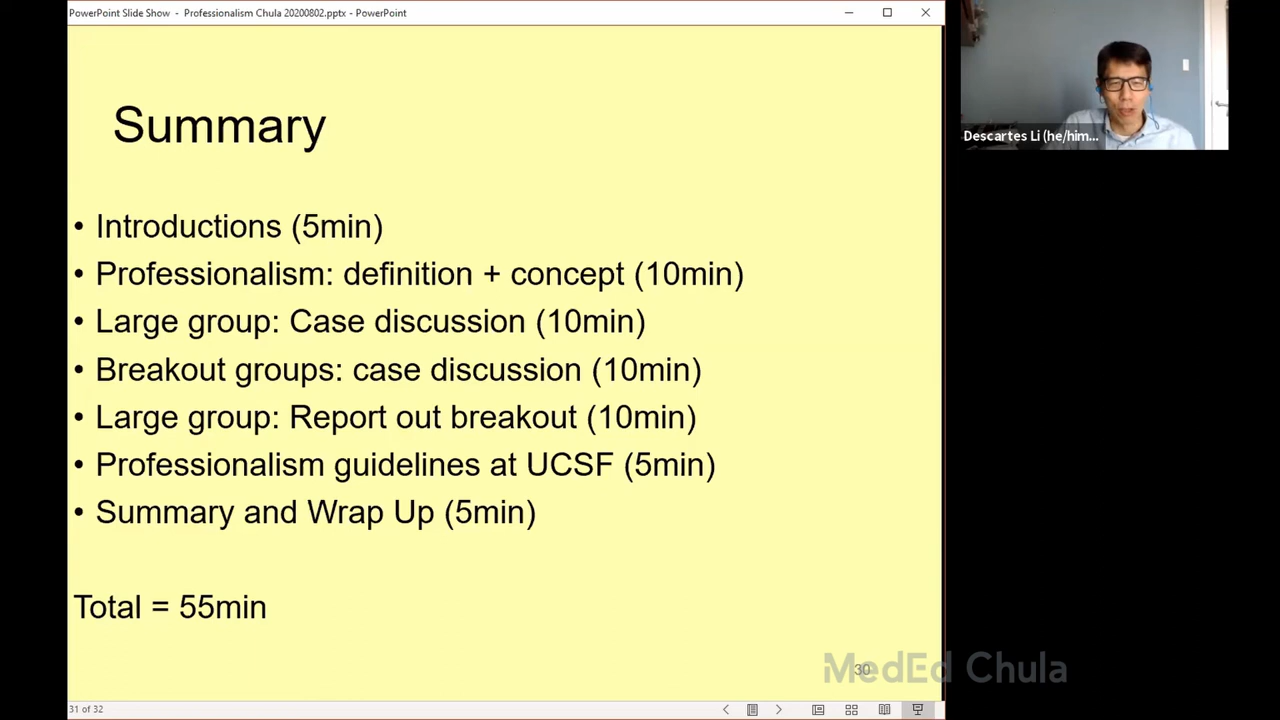 PowerPoint Slide Show - Professionalism Chula 20200802.pptx - PowerPoint
Summary
• Introductions (5min)
• Professionalism: definition + concept (10min)
• Large group: Case discussion (10min)
• Breakout groups: case discussion (10min)
• Large group: Report out breakout (10min)
• Professionalism guidelines at UCSF (5min)
• Summary and Wrap Up (5min)
Total = 55min
30
MedEd Chula
31 of 32
Descartes Li (he/him...